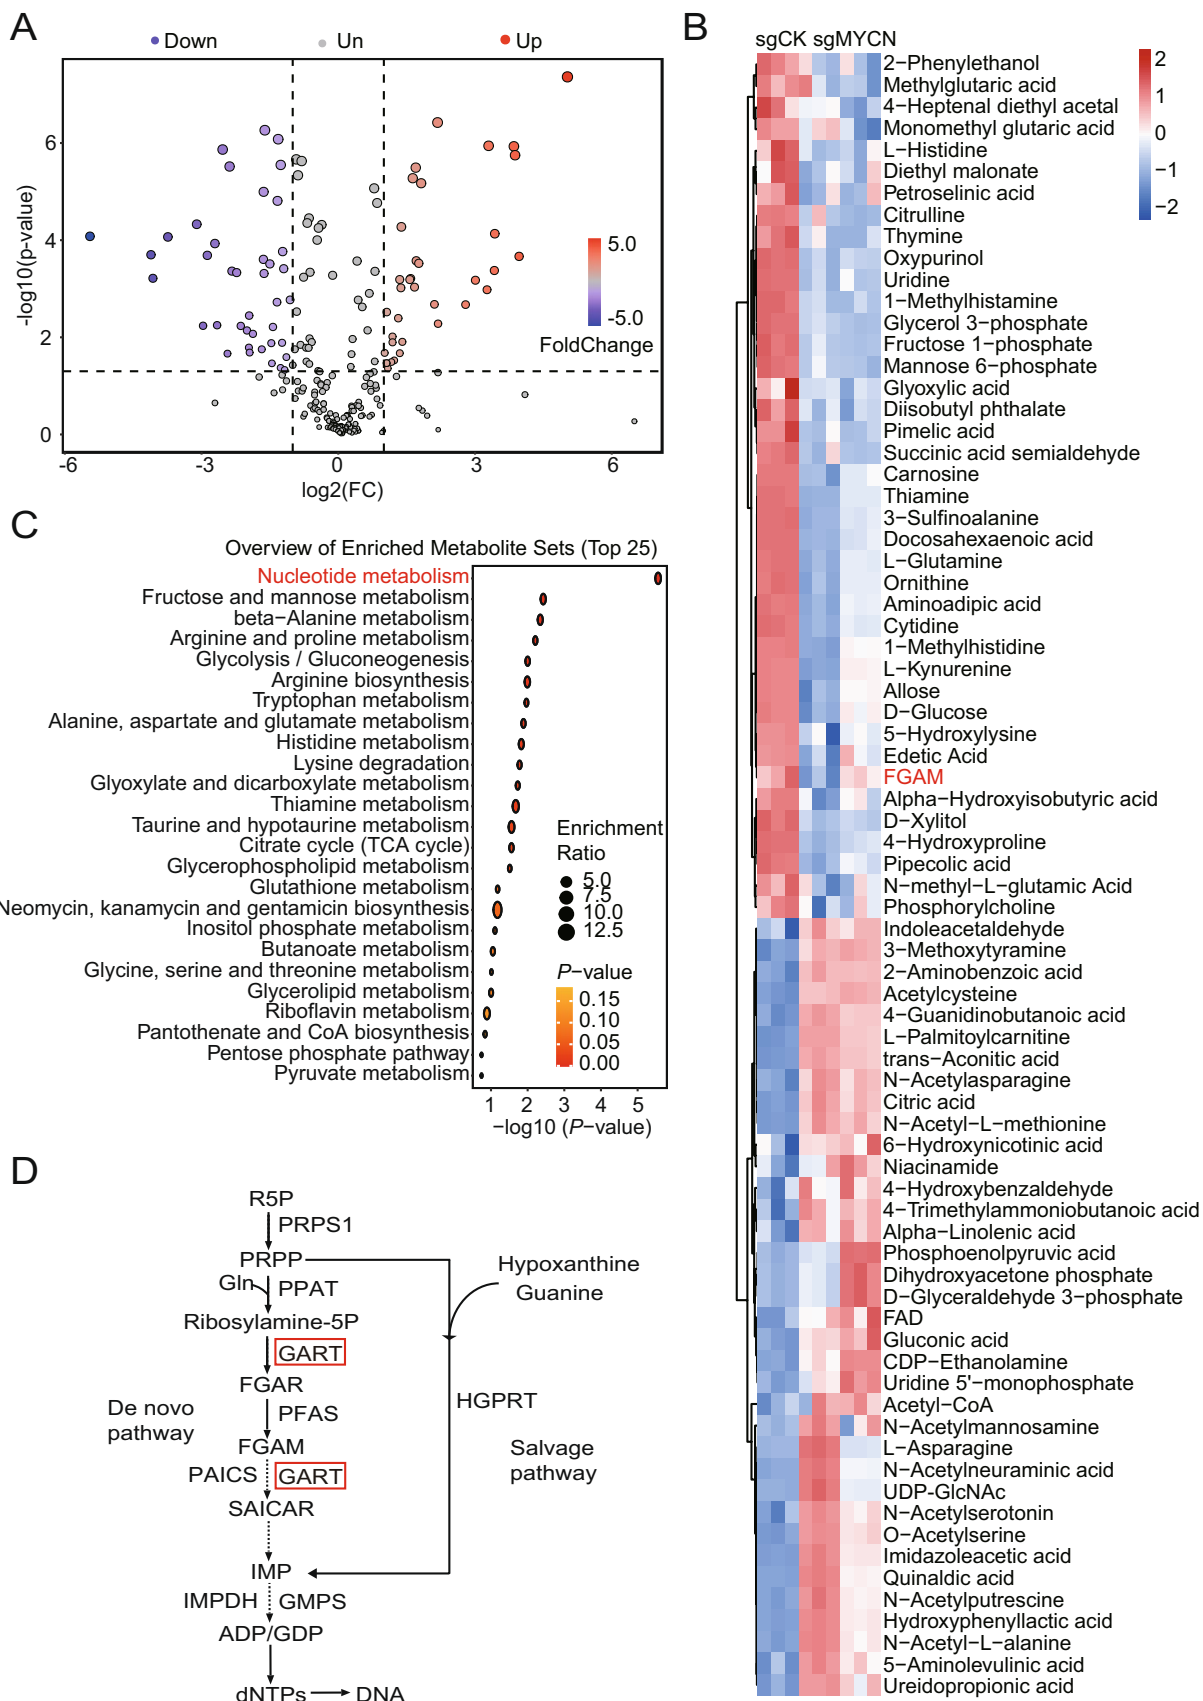 A
Down
Un
Up
-log10(p-value)
6
4
2
0
5.0
-5.0
FoldChange
-6
-3
0
3
6
log2(FC)
B
sgCK sgMYCN
2
1
0
−1
−2
2−Phenylethanol
Methylglutaric acid
4−Heptenal diethyl acetal
Monomethyl glutaric acid
L−Histidine
Diethyl malonate
Petroselinic acid
Citrulline
Thymine
Oxypurinol
Uridine
1−Methylhistamine
Glycerol 3−phosphate
Fructose 1−phosphate
Mannose 6−phosphate
Glyoxylic acid
Diisobutyl phthalate
Pimelic acid
Succinic acid semialdehyde
Carnosine
Thiamine
3−Sulfinoalanine
Docosahexaenoic acid
L−Glutamine
Ornithine
Aminoadipic acid
Cytidine
1−Methylhistidine
L−Kynurenine
Allose
D−Glucose
5−Hydroxylysine
Edetic Acid
FGAM
Alpha−Hydroxyisobutyric acid
D−Xylitol
4−Hydroxyproline
Pipecolic acid
N−methyl−L−glutamic Acid
Phosphorylcholine
Indoleacetaldehyde
3−Methoxytyramine
2−Aminobenzoic acid
Acetylcysteine
4−Guanidinobutanoic acid
L−Palmitoylcarnitine
trans−Aconitic acid
N−Acetylasparagine
Citric acid
N−Acetyl−L−methionine
6−Hydroxynicotinic acid
Niacinamide
4−Hydroxybenzaldehyde
4−Trimethylammoniobutanoic acid
Alpha−Linolenic acid
Phosphoenolpyruvic acid
Dihydroxyacetone phosphate
D−Glyceraldehyde 3−phosphate
FAD
Gluconic acid
CDP−Ethanolamine
Uridine 5'−monophosphate
Acetyl−CoA
N−Acetylmannosamine
L−Asparagine
N−Acetylneuraminic acid
UDP-GlcNAc
N−Acetylserotonin
O−Acetylserine
Imidazoleacetic acid
Quinaldic acid
N−Acetylputrescine
Hydroxyphenyllactic acid
N−Acetyl−L−alanine
5−Aminolevulinic acid
Ureidopropionic acid
C
Overview of Enriched Metabolite Sets (Top 25)
Nucleotide metabolism
Fructose and mannose metabolism
beta−Alanine metabolism
Arginine and proline metabolism
Glycolysis / Gluconeogenesis
Arginine biosynthesis
Tryptophan metabolism
Alanine, aspartate and glutamate metabolism
Histidine metabolism
Lysine degradation
Glyoxylate and dicarboxylate metabolism
Thiamine metabolism
Taurine and hypotaurine metabolism
Citrate cycle (TCA cycle)
Glycerophospholipid metabolism
Glutathione metabolism
Neomycin, kanamycin and gentamicin biosynthesis
Inositol phosphate metabolism
Butanoate metabolism
Glycine, serine and threonine metabolism
Glycerolipid metabolism
Riboflavin metabolism
Pantothenate and CoA biosynthesis
Pentose phosphate pathway
Pyruvate metabolism
Enrichment
Ratio
5.0
7.5
10.0
12.5
P−value
0.15
0.10
0.05
0.00
1 2 3 4 5
−log10 (P−value)
D
R5P
PRPS1
PRPP
Gln
PPAT
Hypoxanthine
Guanine
Ribosylamine-5P
GART
FGAR
PFAS
HGPRT
De novo
pathway
FGAM
Salvage
pathway
PAICS
GART
SAICAR
IMP
IMPDH
GMPS
ADP/GDP
dNTPs
DNA